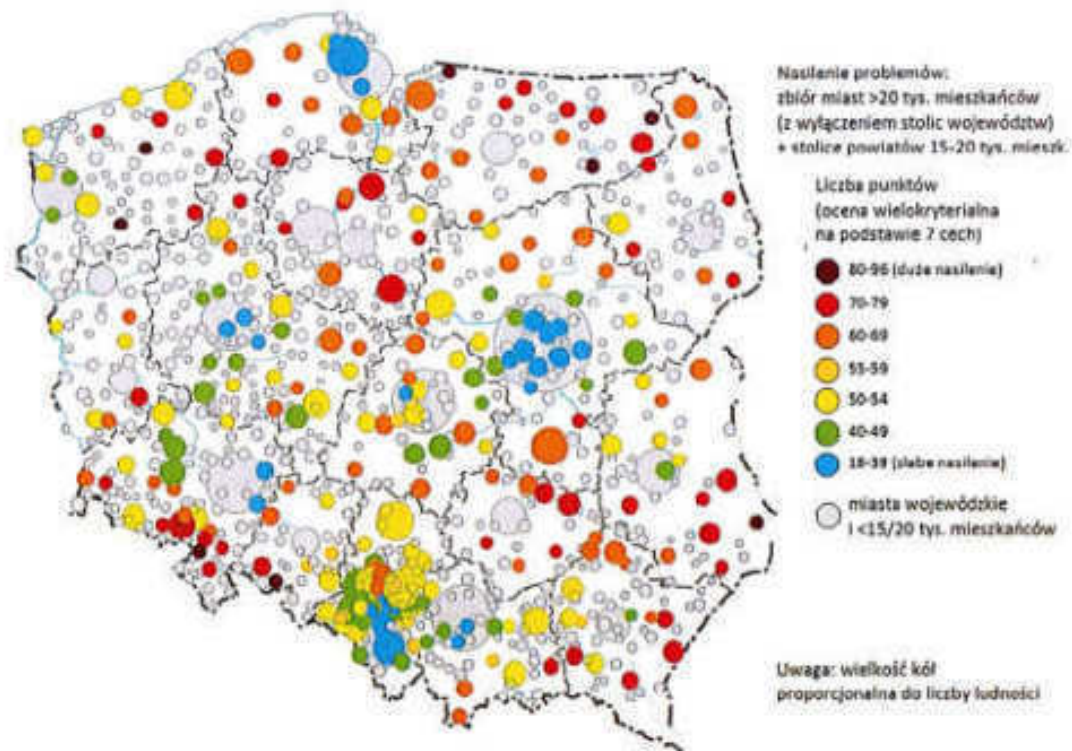 Nasilanie problemów:
zbiór miast >20 tys. mieszkańców
(z wyłączeniem stolic województw)
+ stolice powiatów 15-20 tys. mieszk.
Liczba punktów
(ocena wielokryterialna
na podstawie 7 cech)
80-96 (duże nasilenie)
70-79
60-69
55-59
50-54
40-49
18-39 (słabe nasilenie)
miasta wojewódzkie
i <15/20 tys. mieszkańców
Uwaga: wielkość kół
proporcjonalna do liczby ludności